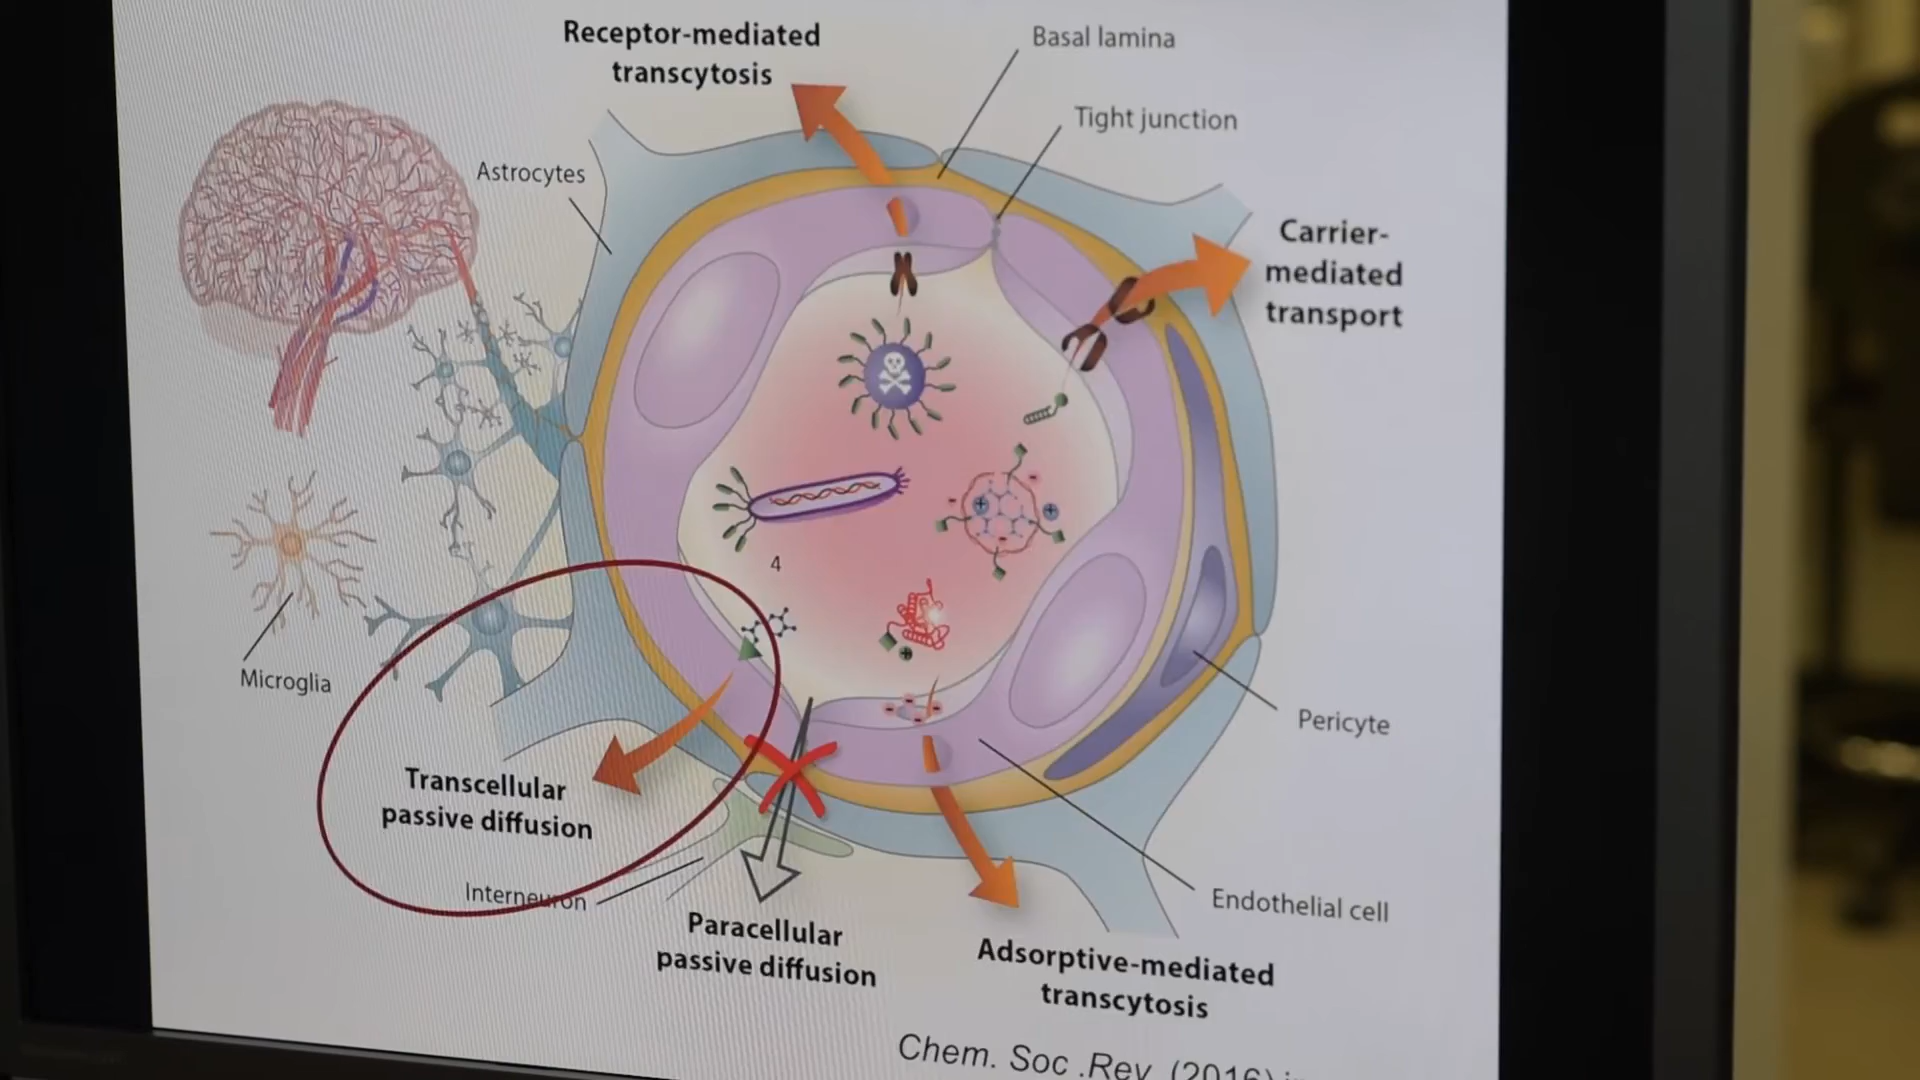 Receptor-mediated
transcytosis
Basal lamina
Tight junction
Astrocytes
Carrier-
mediated
transport
4
Microglia
Pericyte
Transcellular
passive diffusion
Interneuron
Endothelial cell
Paracellular
passive diffusion
Adsorptive-mediated
transcytosis
Chem. Soc .Rev. (2016)